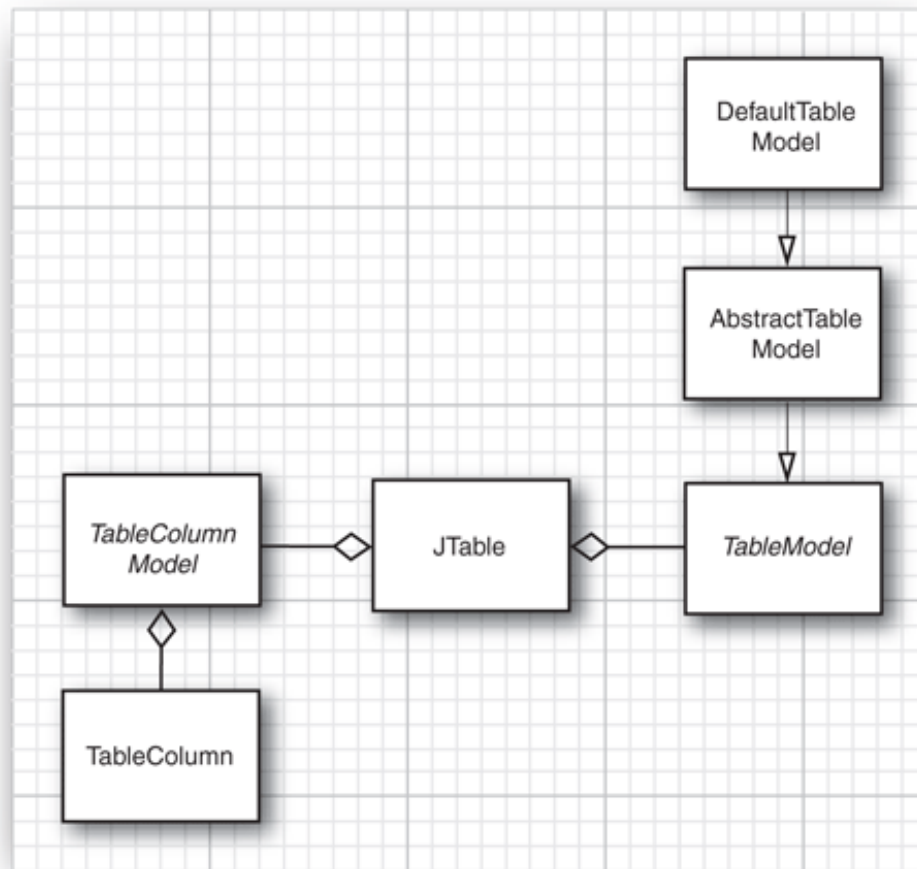 DefaultTable
Model
AbstractTable
Model
TableColumn
Model
JTable
TableModel
TableColumn